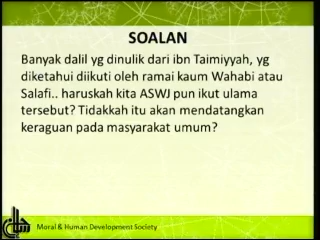 SOALAN
Banyak dalil yg dinulik dari ibn Taimiyyah, yg
diketahui diikuti oleh ramai kaum Wahabi atau
Salafi.. haruskah kita ASWJ pun ikut ulama
tersebut? Tidakkah itu akan mendatangkan
keraguan pada masyarakat umum?
Moral & Human Development Society